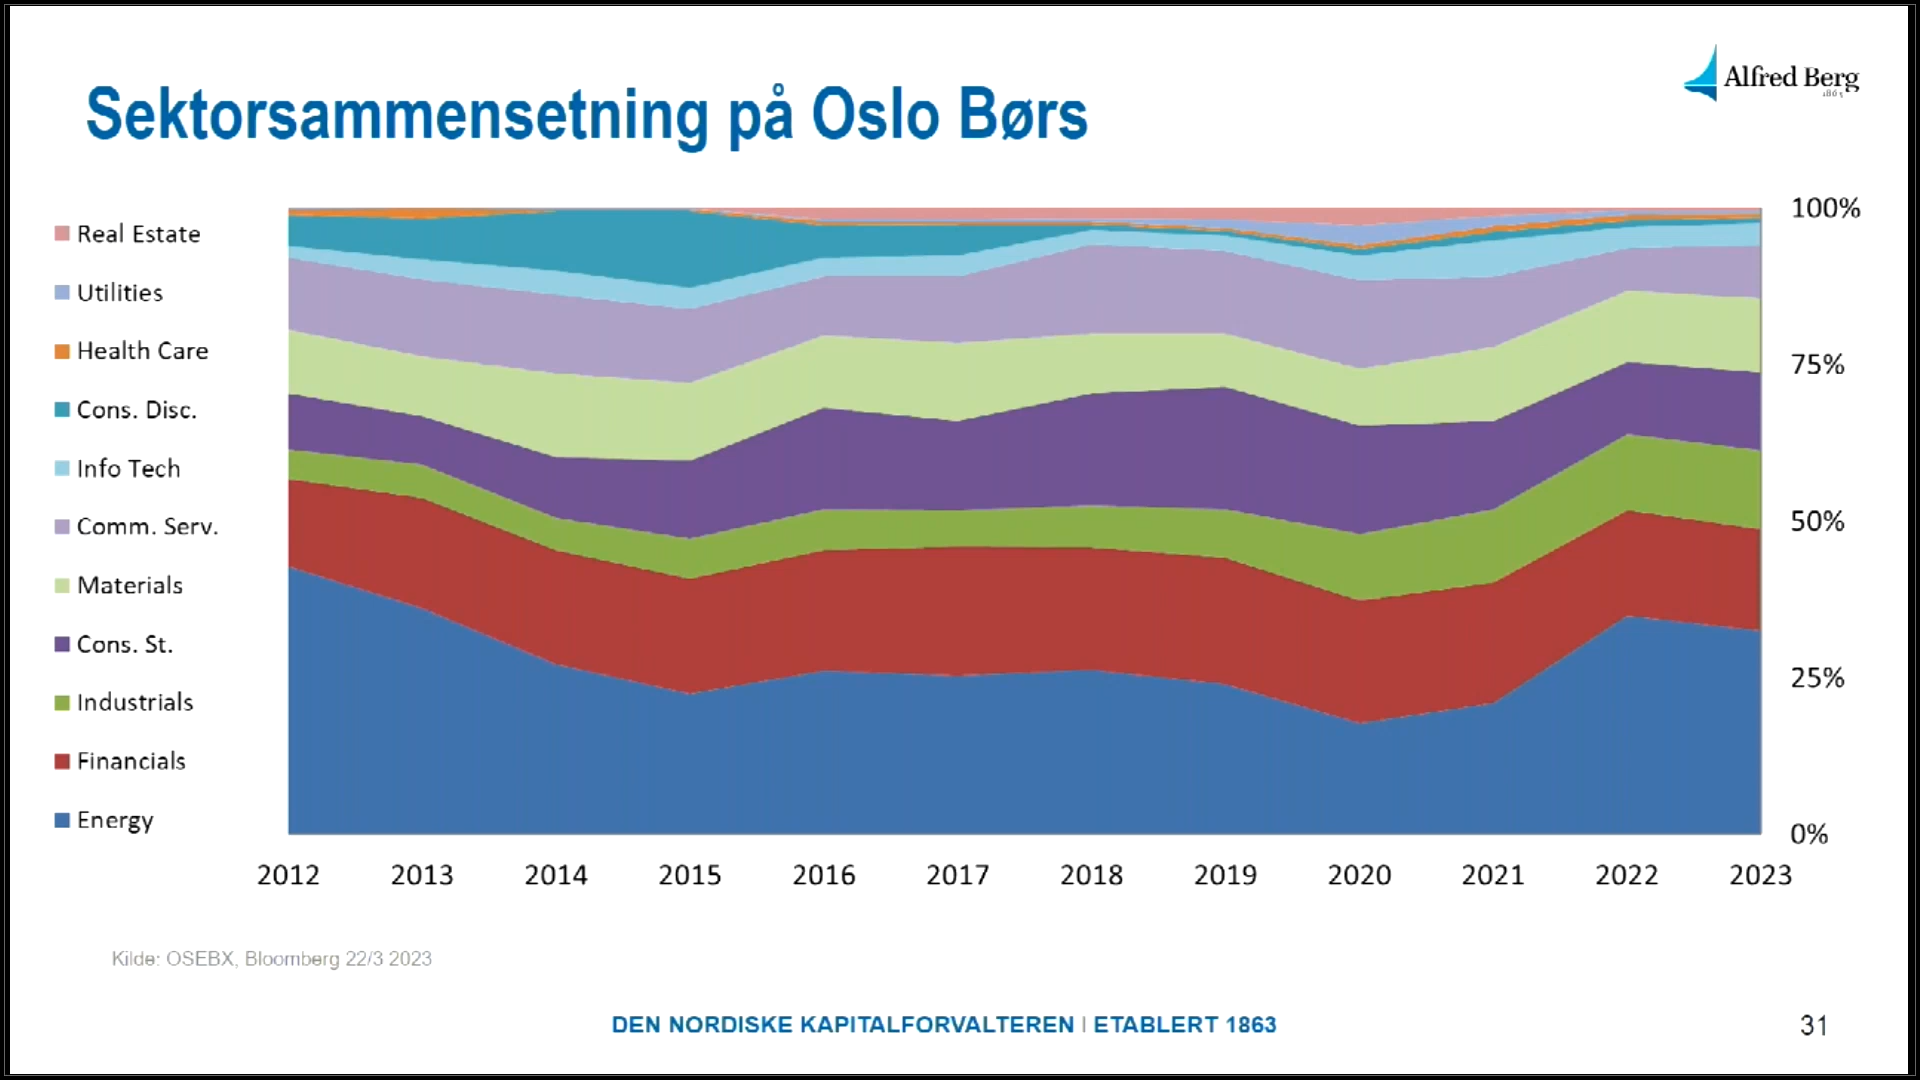 Alfred Berg
1863
Sektorsammensetning på Oslo Børs
Real Estate
Utilities
Health Care
Cons. Disc.
Info Tech
Comm. Serv.
Materials
Cons. St.
Industrials
Financials
Energy
100%
75%
50%
25%
0%
2012 2013 2014 2015 2016 2017 2018 2019 2020 2021 2022 2023
Kilde: OSEBX, Bloomberg 22/3 2023
DEN NORDISKE KAPITALFORVALTEREN | ETABLERT 1863
31